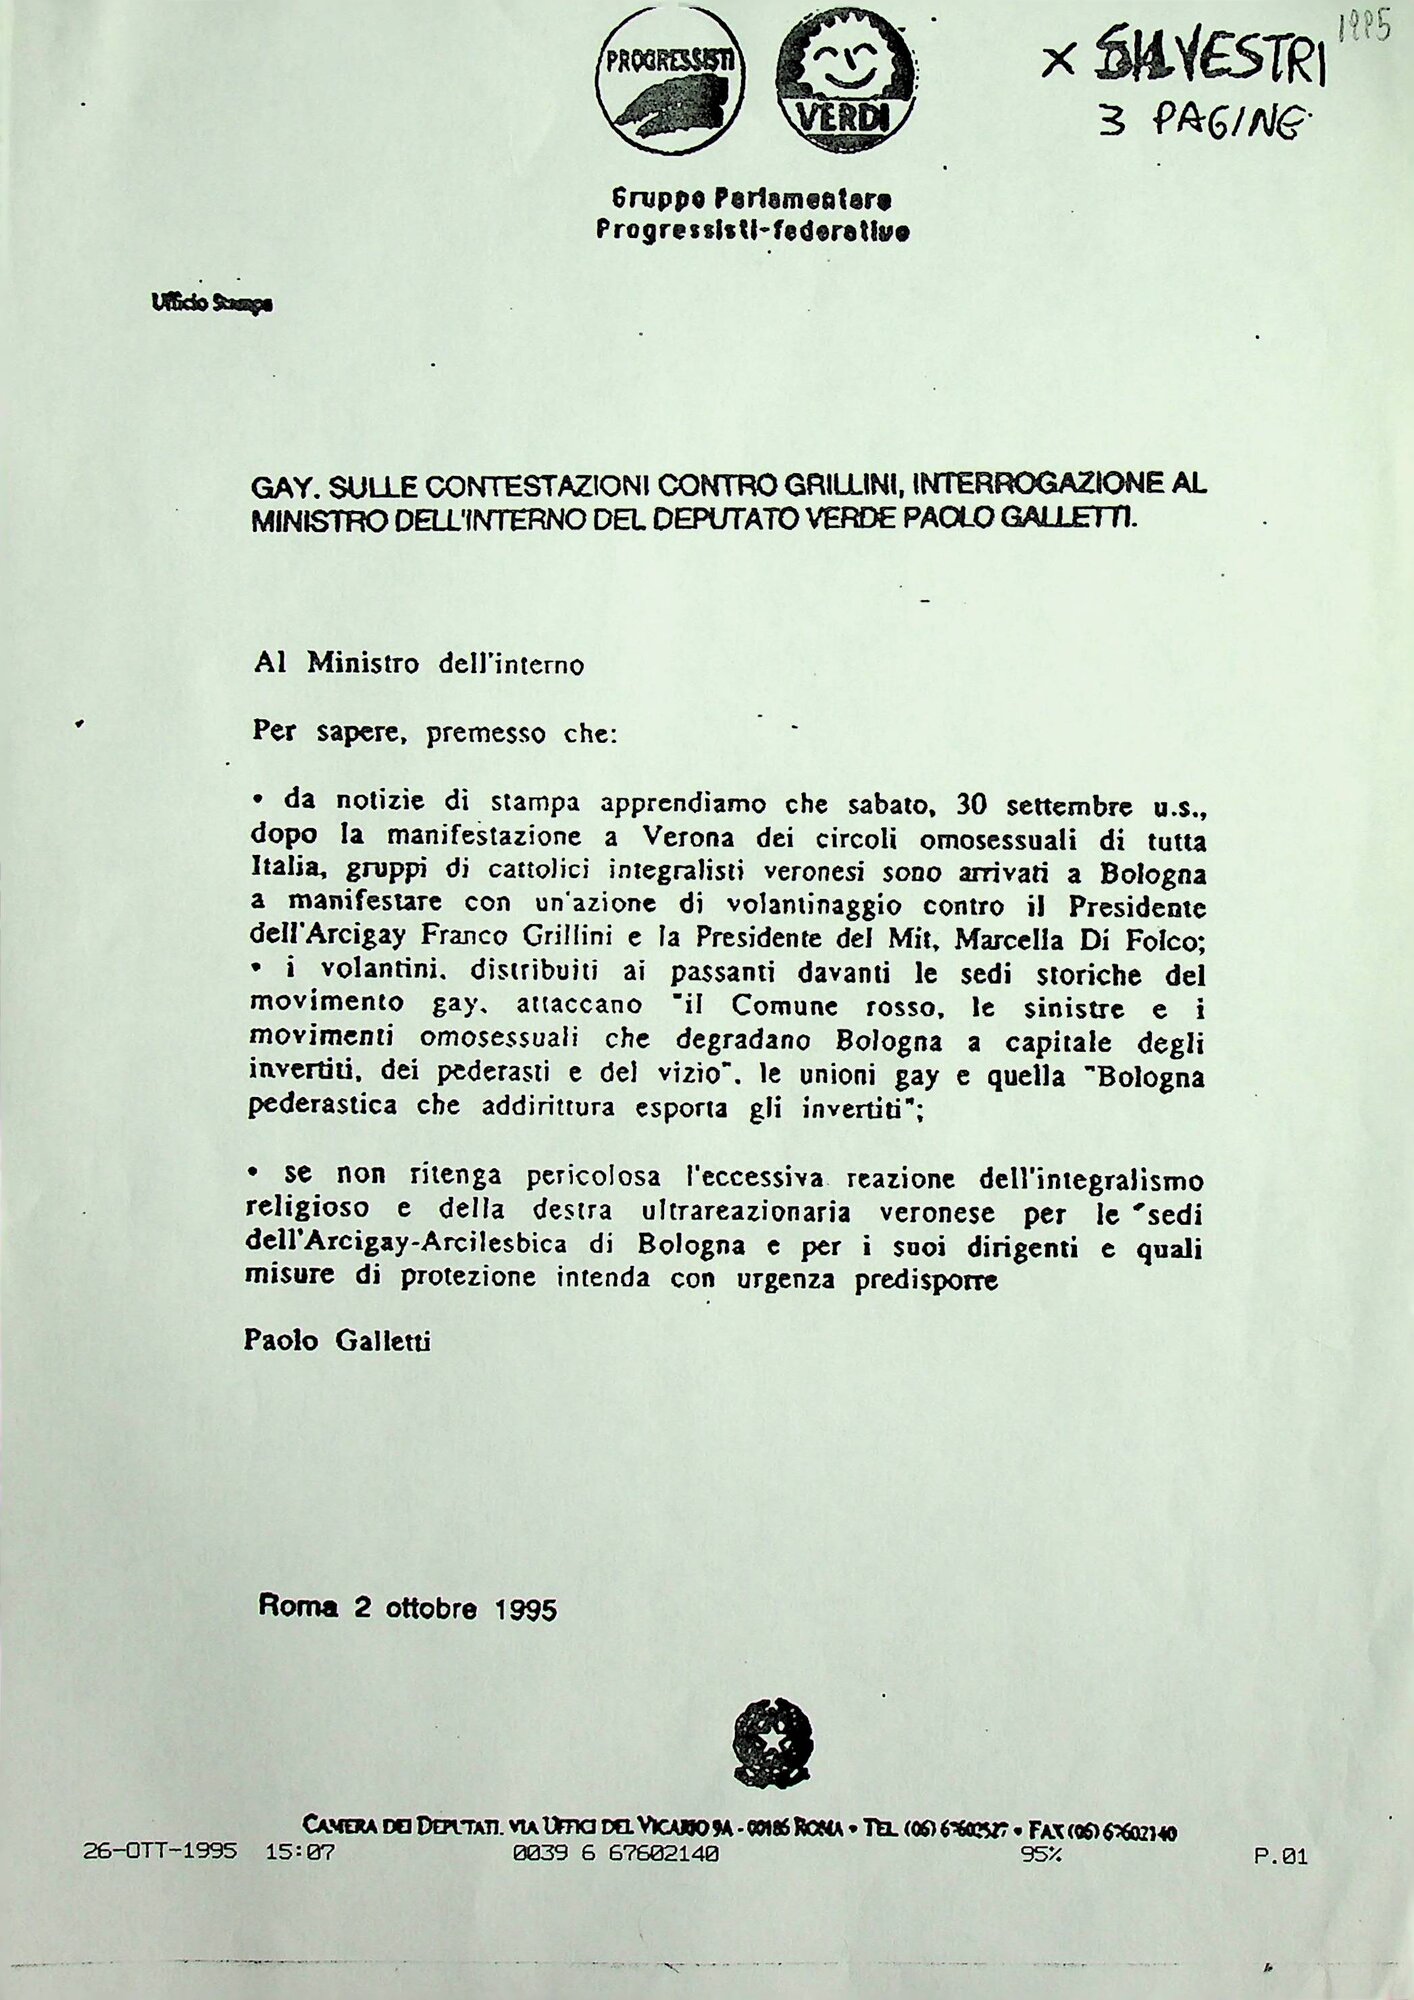 1995
x SILVESTRI
3 PAGINE
PROGRESSISTI
VERDI
Gruppo Parlamentare
Progressisti-federativo
Ufficio Stampa
GAY. SULLE CONTESTAZIONI CONTRO GRILLINI, INTERROGAZIONE AL
MINISTRO DELL'INTERNO DEL DEPUTATO VERDE PAOLO GALLETTI.
Al Ministro dell'interno
Per sapere, premesso che:
• da notizie di stampa apprendiamo che sabato, 30 settembre u.s.,
dopo la manifestazione a Verona dei circoli omosessuali di tutta
Italia, gruppi di cattolici integralisti veronesi sono arrivati a Bologna
a manifestare con un'azione di volantinaggio contro il Presidente
dell'Arcigay Franco Grillini e la Presidente del Mit, Marcella Di Folco;
• i volantini, distribuiti ai passanti davanti le sedi storiche del
movimento gay, attaccano "il Comune rosso, le sinistre e i
movimenti omosessuali che degradano Bologna a capitale degli
invertiti, dei pederasti e del vizio", le unioni gay e quella "Bologna
pederastica che addirittura esporta gli invertiti";
• se non ritenga pericolosa l'eccessiva reazione dell'integralismo
religioso e della destra ultrareazionaria veronese per le sedi
dell'Arcigay-Arcilesbica di Bologna e per i suoi dirigenti e quali
misure di protezione intenda con urgenza predisporre
Paolo Galletti
Roma 2 ottobre 1995
CAMERA DEI DEPUTATI. VIA UFFICI DEL VICARIO 9A - 00186 ROMA • TEL (06) 67602527 • FAX (06) 67602140
26-OTT-1995 15:07 0039 6 67602140 95% P.01